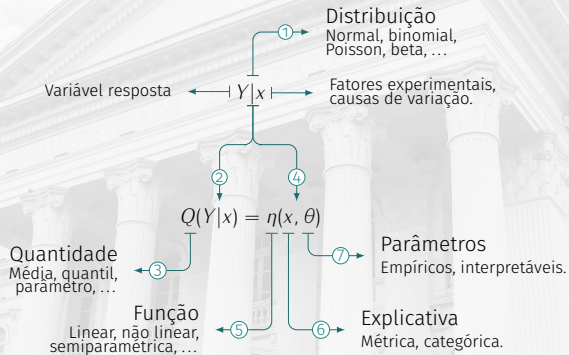 Distribuição
Normal, binomial,
Poisson, beta, …
①
Variável resposta
Y|x
Fatores experimentais,
causas de variação.
②
④
Q(Y|x) = η(x, θ)
Quantidade
Média, quantil,
parâmetro, …
③
⑦
Parâmetros
Empíricos, interpretáveis.
Função
Linear, não linear,
semiparamétrica, …
⑤
⑥
Explicativa
Métrica, categórica.